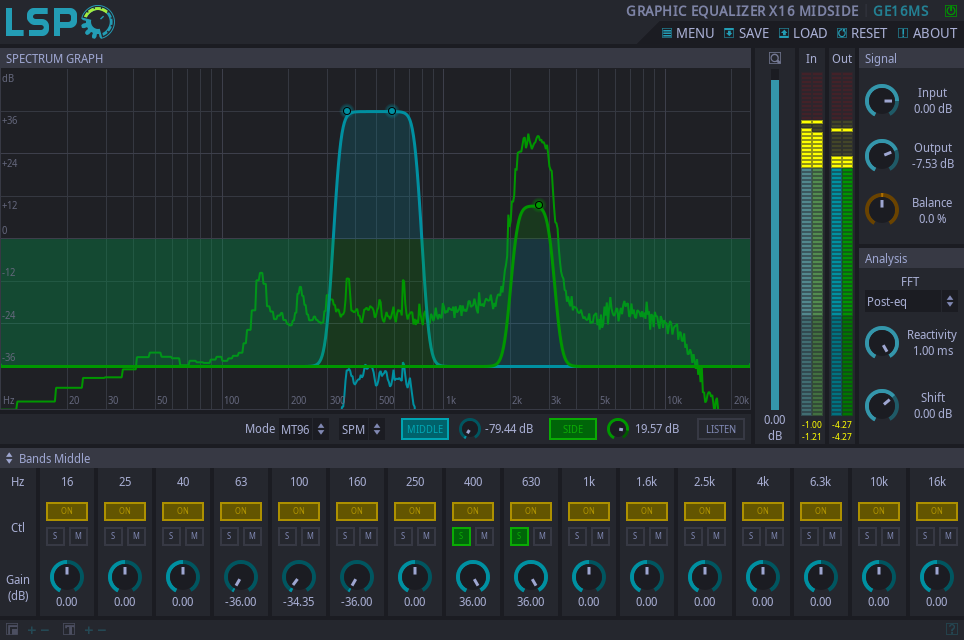 LSP
GRAPHIC EQUALIZER X16 MIDSIDE GE16MS
MENU SAVE LOAD RESET ABOUT
SPECTRUM GRAPH
dB
+36
+24
+12
0
-12
-24
-36
Hz 20 30 50 100 200 300 500 1k 2k 3k 5k 10k 20k
0.00
dB
In Out
-1.00 -4.27
-1.21 -4.27
Signal
Input
0.00 dB
Output
-7.53 dB
Balance
0.0 %
Analysis
FFT
Post-eq
Reactivity
1.00 ms
Shift
0.00 dB
Mode MT96 SPM MIDDLE -79.44 dB SIDE 19.57 dB LISTEN
Bands Middle
Hz 16 25 40 63 100 160 250 400 630 1k 1.6k 2.5k 4k 6.3k 10k 16k
ON ON ON ON ON ON ON ON ON ON ON ON ON ON ON ON
Ctl S M S M S M S M S M S M S M S M S M S M S M S M S M S M S M S M
Gain
(dB) 0.00 0.00 0.00 -36.00 -34.35 -36.00 0.00 36.00 36.00 0.00 0.00 0.00 0.00 0.00 0.00 0.00
+ - T + - ?